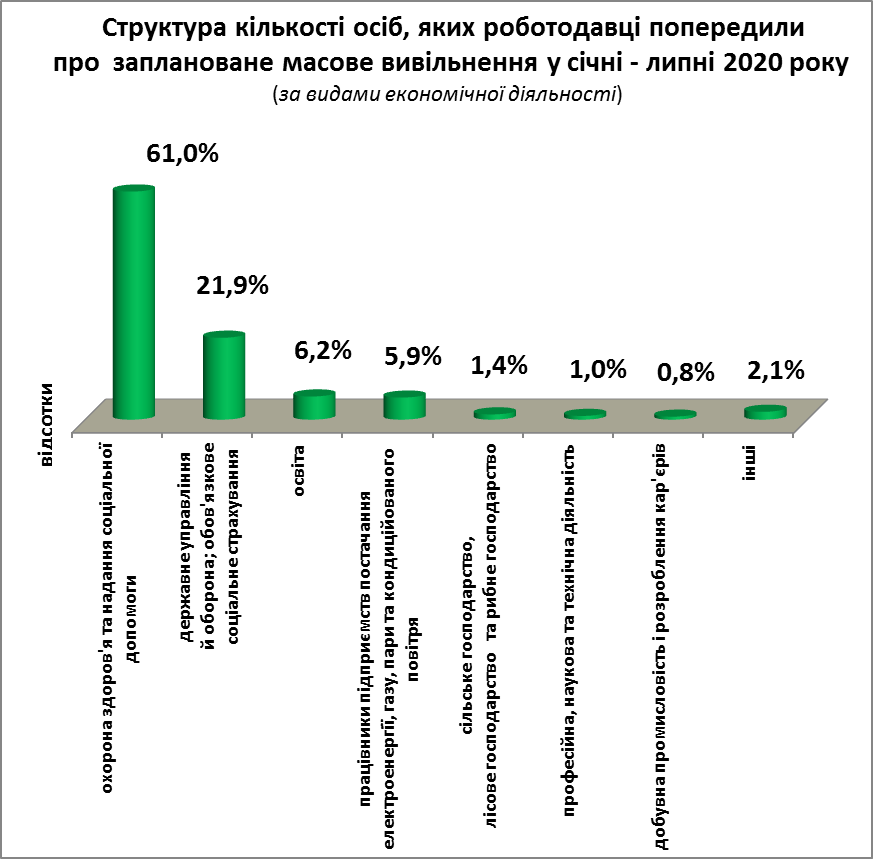 Структура кількості осіб, яких роботодавці попередили
про заплановане масове вивільнення у січні - липні 2020 року
(за видами економічної діяльності)
61,0%
21,9%
6,2%
5,9%
1,4%
1,0%
0,8%
2,1%
відсотки
охорона здоров'я та надання соціальної
допомоги
державне управління
й оборона; обов'язкове
соціальне страхування
освіта
працівники підприємств постачання
електроенергії, газу, пари та кондиційованого
повітря
сільське господарство,
лісове господарство та рибне господарство
професійна, наукова та технічна діяльність
добувна промисловість і розроблення кар'єрів
інші